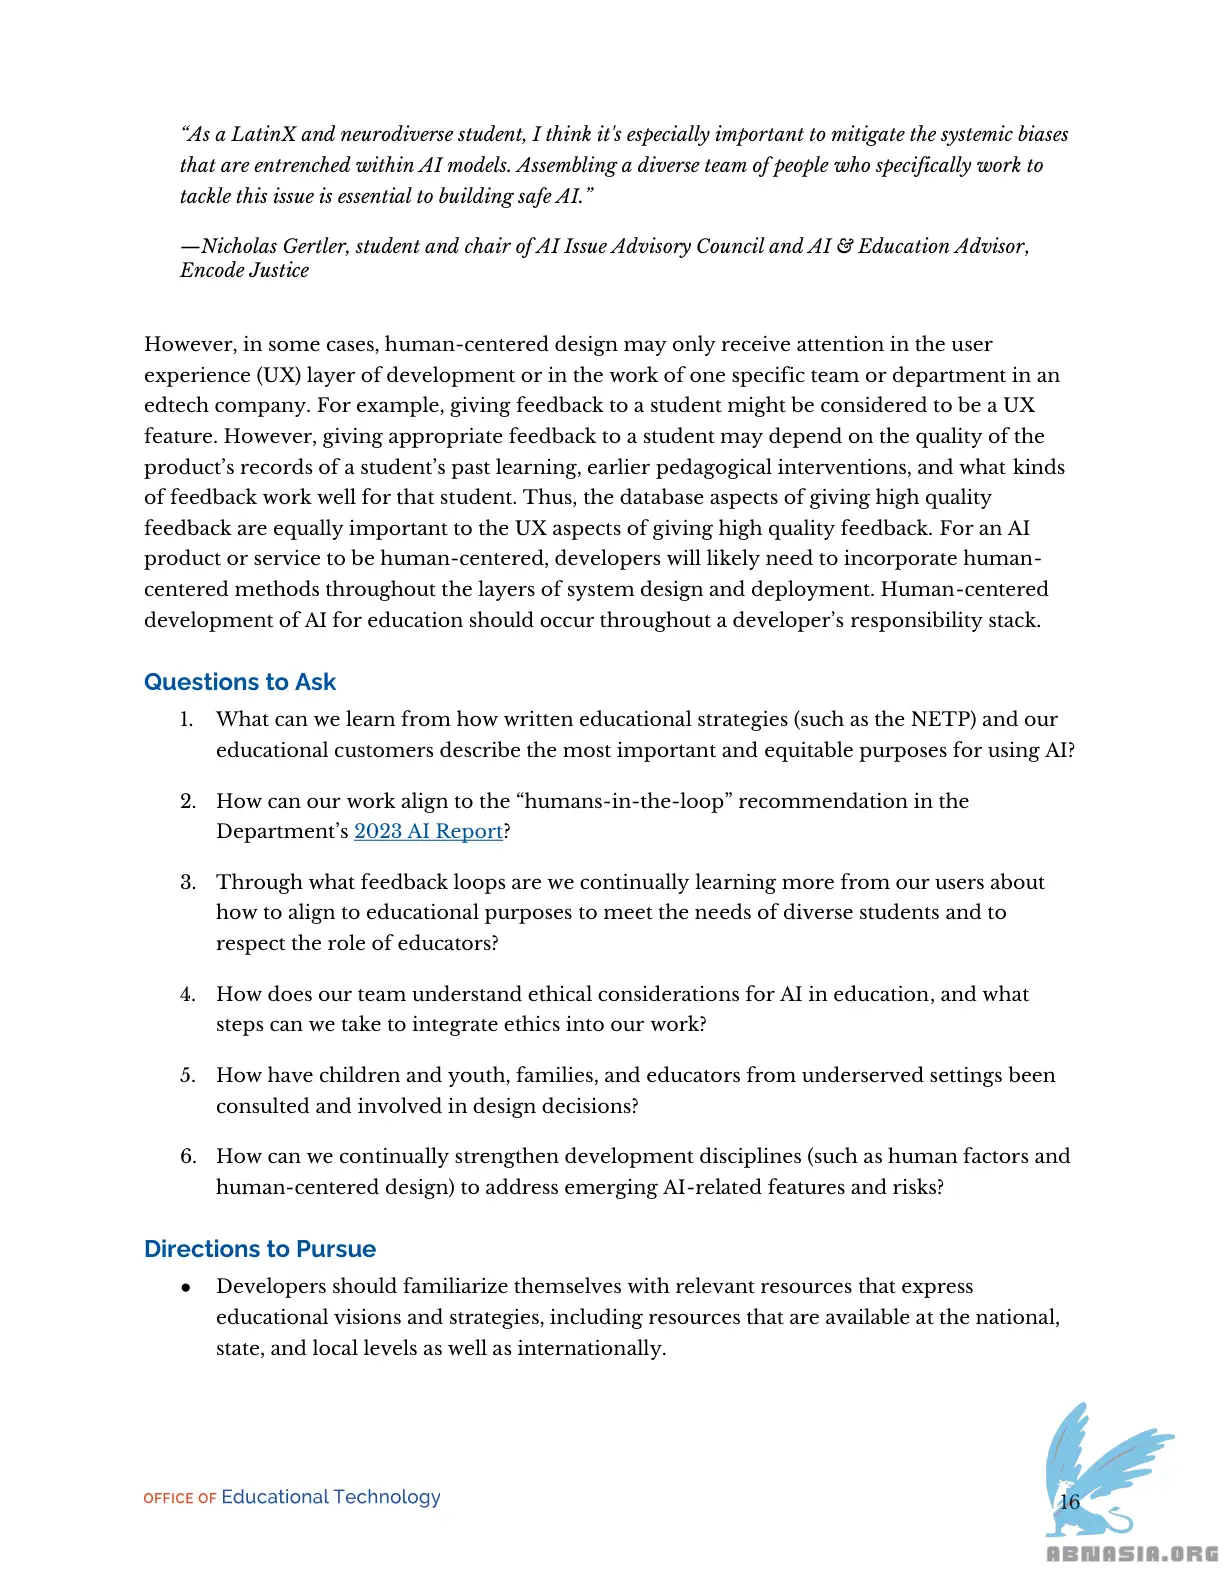 “As a LatinX and neurodiverse student, I think it's especially important to mitigate the systemic biases
that are entrenched within AI models. Assembling a diverse team of people who specifically work to
tackle this issue is essential to building safe AI.”
—Nicholas Gertler, student and chair of AI Issue Advisory Council and AI & Education Advisor,
Encode Justice
However, in some cases, human-centered design may only receive attention in the user
experience (UX) layer of development or in the work of one specific team or department in an
edtech company. For example, giving feedback to a student might be considered to be a UX
feature. However, giving appropriate feedback to a student may depend on the quality of the
product’s records of a student’s past learning, earlier pedagogical interventions, and what kinds
of feedback work well for that student. Thus, the database aspects of giving high quality
feedback are equally important to the UX aspects of giving high quality feedback. For an AI
product or service to be human-centered, developers will likely need to incorporate human-
centered methods throughout the layers of system design and deployment. Human-centered
development of AI for education should occur throughout a developer’s responsibility stack.
Questions to Ask
1. What can we learn from how written educational strategies (such as the NETP) and our
educational customers describe the most important and equitable purposes for using AI?
2. How can our work align to the “humans-in-the-loop” recommendation in the
Department’s 2023 AI Report?
3. Through what feedback loops are we continually learning more from our users about
how to align to educational purposes to meet the needs of diverse students and to
respect the role of educators?
4. How does our team understand ethical considerations for AI in education, and what
steps can we take to integrate ethics into our work?
5. How have children and youth, families, and educators from underserved settings been
consulted and involved in design decisions?
6. How can we continually strengthen development disciplines (such as human factors and
human-centered design) to address emerging AI-related features and risks?
Directions to Pursue
● Developers should familiarize themselves with relevant resources that express
educational visions and strategies, including resources that are available at the national,
state, and local levels as well as internationally.
OFFICE OF Educational Technology
16
ABNASIA.ORG